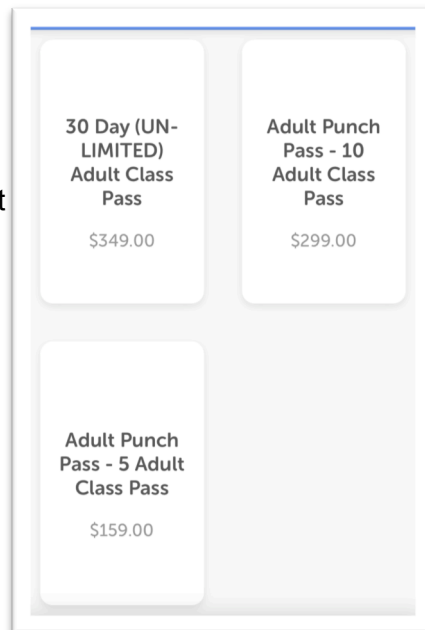 30 Day (UN-
LIMITED)
Adult Class
Pass
$349.00
Adult Punch
Pass - 10
Adult Class
Pass
$299.00
t
Adult Punch
Pass - 5 Adult
Class Pass
$159.00